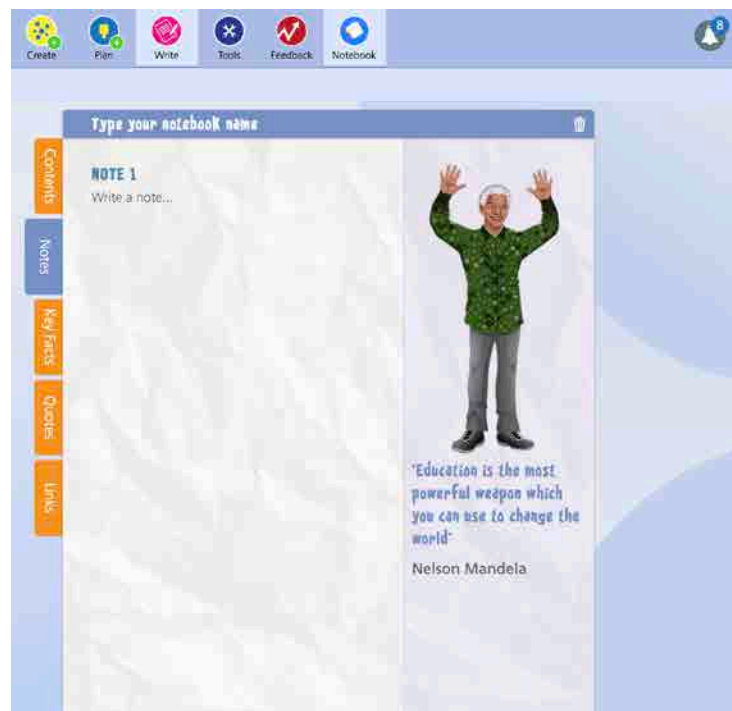 Create
Plan
Write
Tools
Feedback
Notebook
8
Type your notebook name
Contents
Notes
Key Facts
Quotes
Links
NOTE 1
Write a note...
"Education is the most
powerful weapon which
you can use to change the
world"
Nelson Mandela